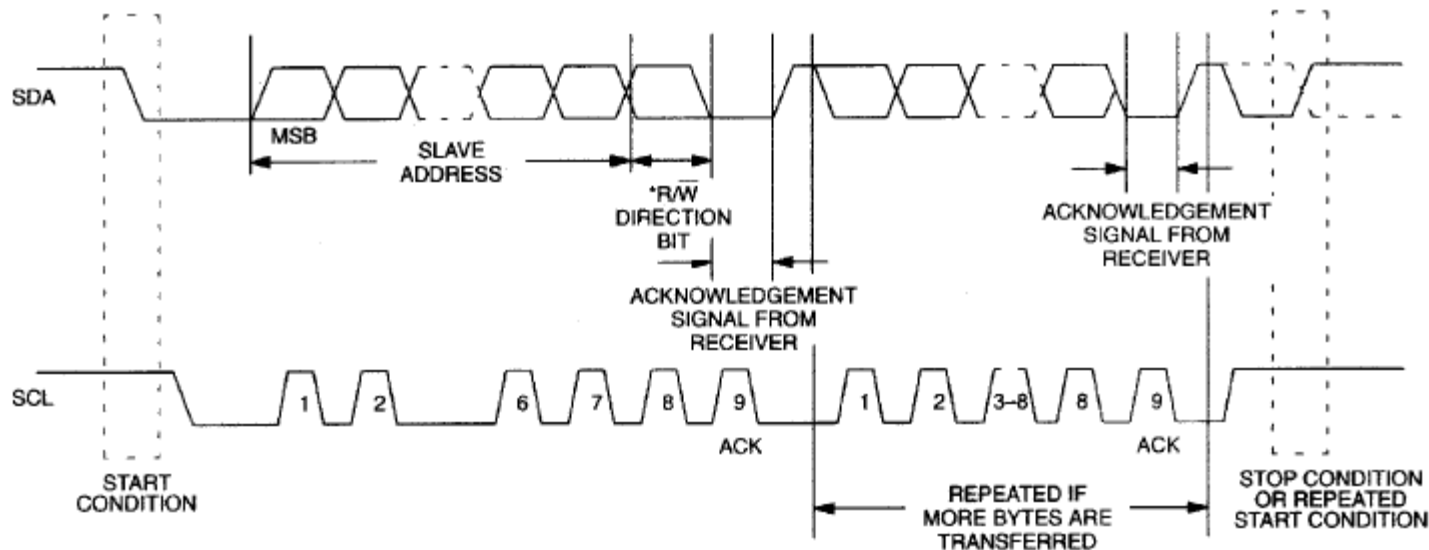 SDA
MSB
SLAVE
ADDRESS
*R/W̅
DIRECTION
BIT
ACKNOWLEDGEMENT
SIGNAL FROM
RECEIVER
ACKNOWLEDGEMENT
SIGNAL FROM
RECEIVER
SCL
1 2 6 7 8 9 1 2 3–8 8 9
ACK
ACK
START
CONDITION
REPEATED IF
MORE BYTES ARE
TRANSFERRED
STOP CONDITION
OR REPEATED
START CONDITION